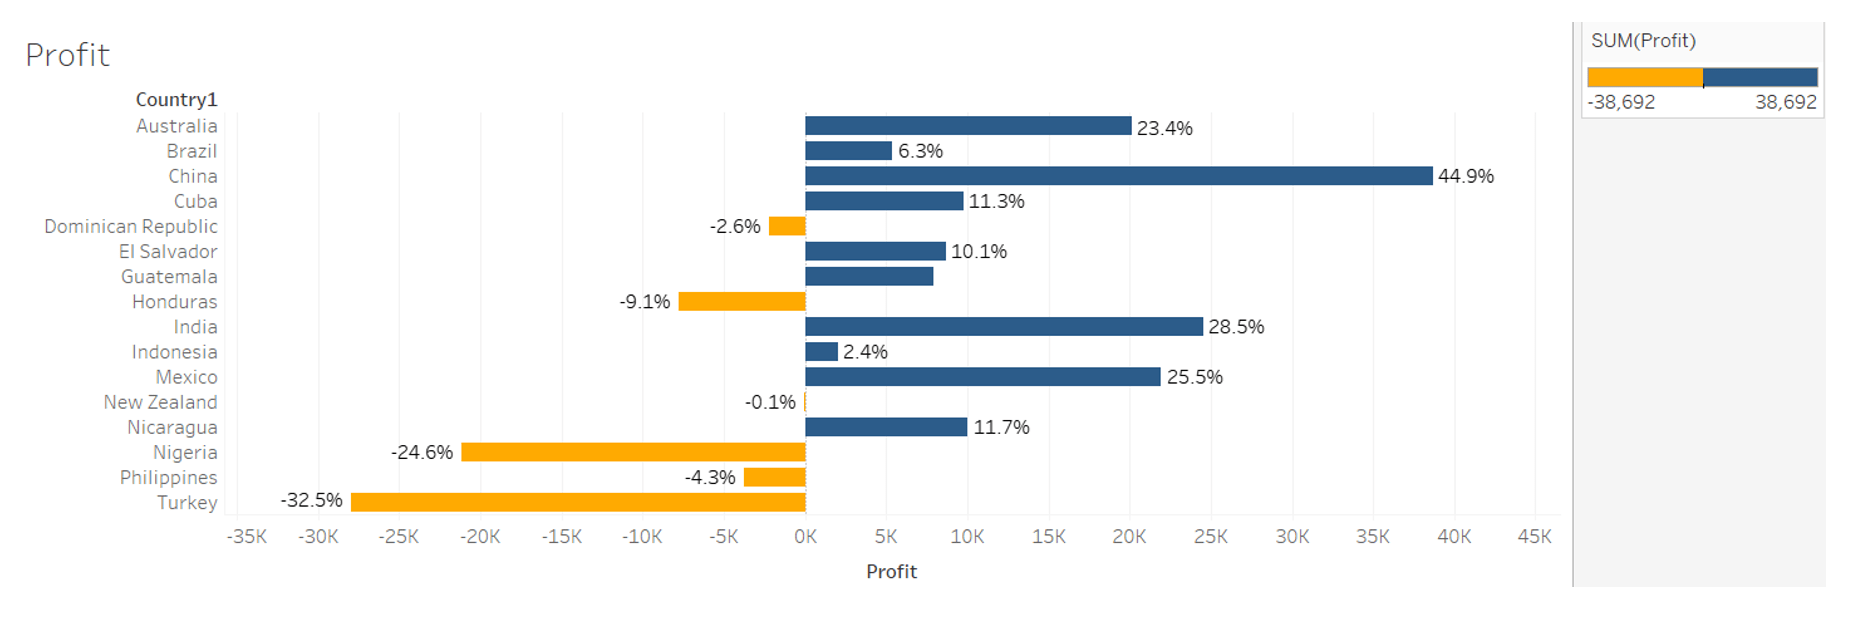 Profit
Country1
Australia 23.4%
Brazil 6.3%
China 44.9%
Cuba 11.3%
Dominican Republic -2.6%
El Salvador 10.1%
Guatemala
Honduras -9.1%
India 28.5%
Indonesia 2.4%
Mexico 25.5%
New Zealand -0.1%
Nicaragua 11.7%
Nigeria -24.6%
Philippines -4.3%
Turkey -32.5%
-35K -30K -25K -20K -15K -10K -5K 0K 5K 10K 15K 20K 25K 30K 35K 40K 45K
Profit
SUM(Profit)
-38,692 38,692